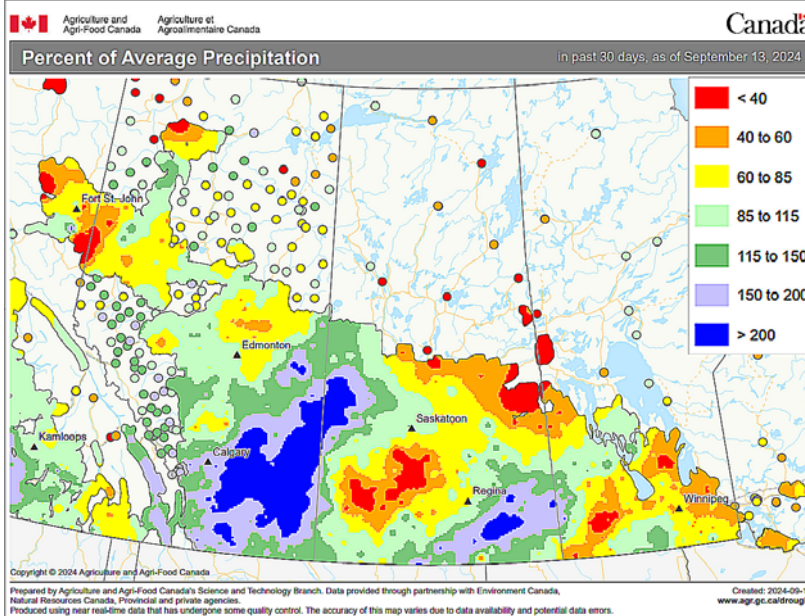 Agriculture and Agriculture et
Agri-Food Canada Agroalimentaire Canada
Canada
Percent of Average Precipitation
in past 30 days, as of September 13, 2024
< 40
40 to 60
60 to 85
85 to 115
115 to 150
150 to 200
> 200
Fort St. John
Edmonton
Saskatoon
Kamloops
Calgary
Regina
Winnipeg
Copyright © 2024 Agriculture and Agri-Food Canada
Prepared by Agriculture and Agri-Food Canada's Science and Technology Branch. Data provided through partnership with Environment Canada,
Natural Resources Canada, Provincial and private agencies.
Produced using near real-time data that has undergone some quality control. The accuracy of this map varies due to data availability and potential data errors.
Created: 2024-09-
www.agr.gc.ca/drough